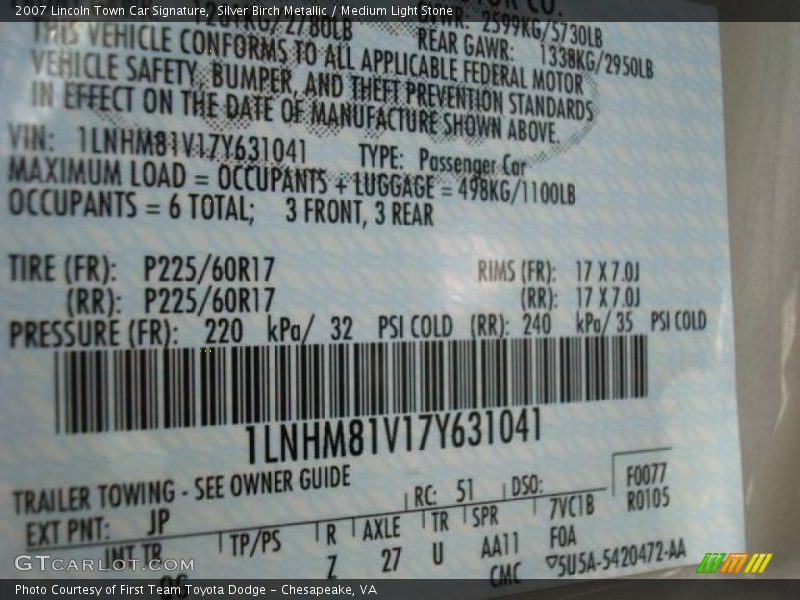 2007 Lincoln Town Car Signature, Silver Birch Metallic / Medium Light Stone
2599KG/5730LB
REAR GAWR: 1338KG/2950LB
THIS VEHICLE CONFORMS TO ALL APPLICABLE FEDERAL MOTOR
VEHICLE SAFETY, BUMPER, AND THEFT PREVENTION STANDARDS
IN EFFECT ON THE DATE OF MANUFACTURE SHOWN ABOVE.
VIN: 1LNHM81V17Y631041 TYPE: Passenger Car
MAXIMUM LOAD = OCCUPANTS + LUGGAGE = 498KG/1100LB
OCCUPANTS = 6 TOTAL; 3 FRONT, 3 REAR
TIRE (FR): P225/60R17 RIMS (FR): 17 X 7.0J
(RR): P225/60R17 (RR): 17 X 7.0J
PRESSURE (FR): 220 kPa/ 32 PSI COLD (RR): 240 kPa/ 35 PSI COLD
1LNHM81V17Y631041
TRAILER TOWING - SEE OWNER GUIDE
EXT PNT: JP RC: 51 DSO: F0077
R0105
INT TR TP/PS R AXLE TR SPR 7VC1B
Z 27 U AA11 F0A
CMC 5U5A-5420472-AA
GTCARLOT.COM
Photo Courtesy of First Team Toyota Dodge - Chesapeake, VA